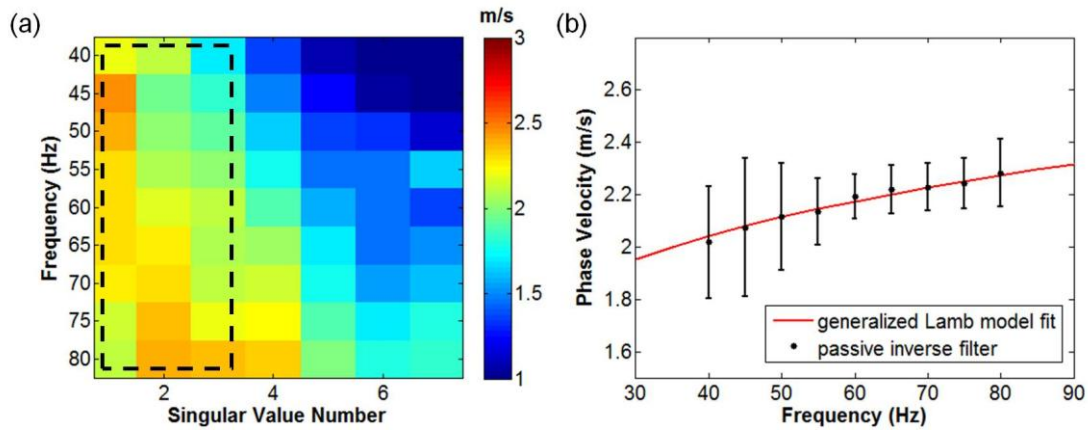 (a)
m/s
40
45
50
55
60
65
70
75
80
Frequency (Hz)
2 4 6
Singular Value Number
3
2.5
2
1.5
1
(b)
2.6
2.4
2.2
2
1.8
1.6
Phase Velocity (m/s)
generalized Lamb model fit
passive inverse filter
30 40 50 60 70 80 90
Frequency (Hz)